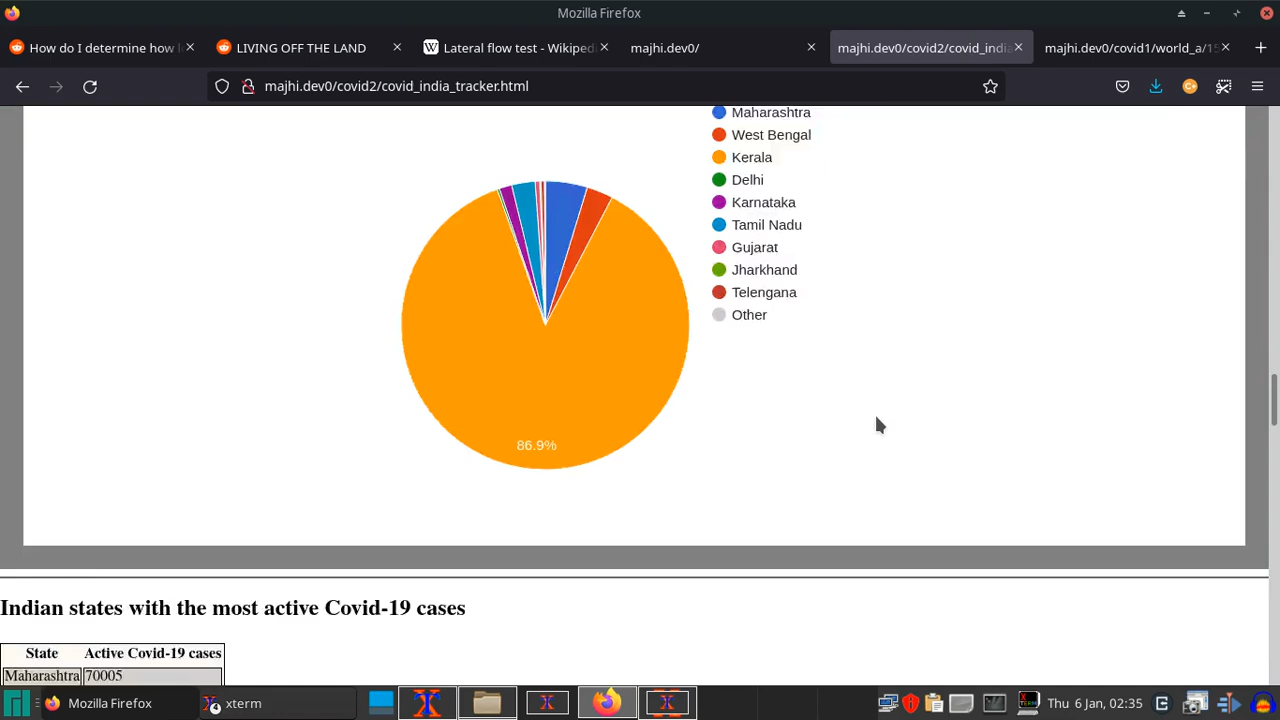 Mozilla Firefox
How do I determine how l
LIVING OFF THE LAND
Lateral flow test - Wikiped
majhi.dev0/
majhi.dev0/covid2/covid_indi
majhi.dev0/covid1/world_a/15
majhi.dev0/covid2/covid_india_tracker.html
Maharashtra
West Bengal
Kerala
Delhi
Karnataka
Tamil Nadu
Gujarat
Jharkhand
Telengana
Other
86.9%
Indian states with the most active Covid-19 cases
State Active Covid-19 cases
Maharashtra 70005
Mozilla Firefox
xterm
Thu 6 Jan, 02:35